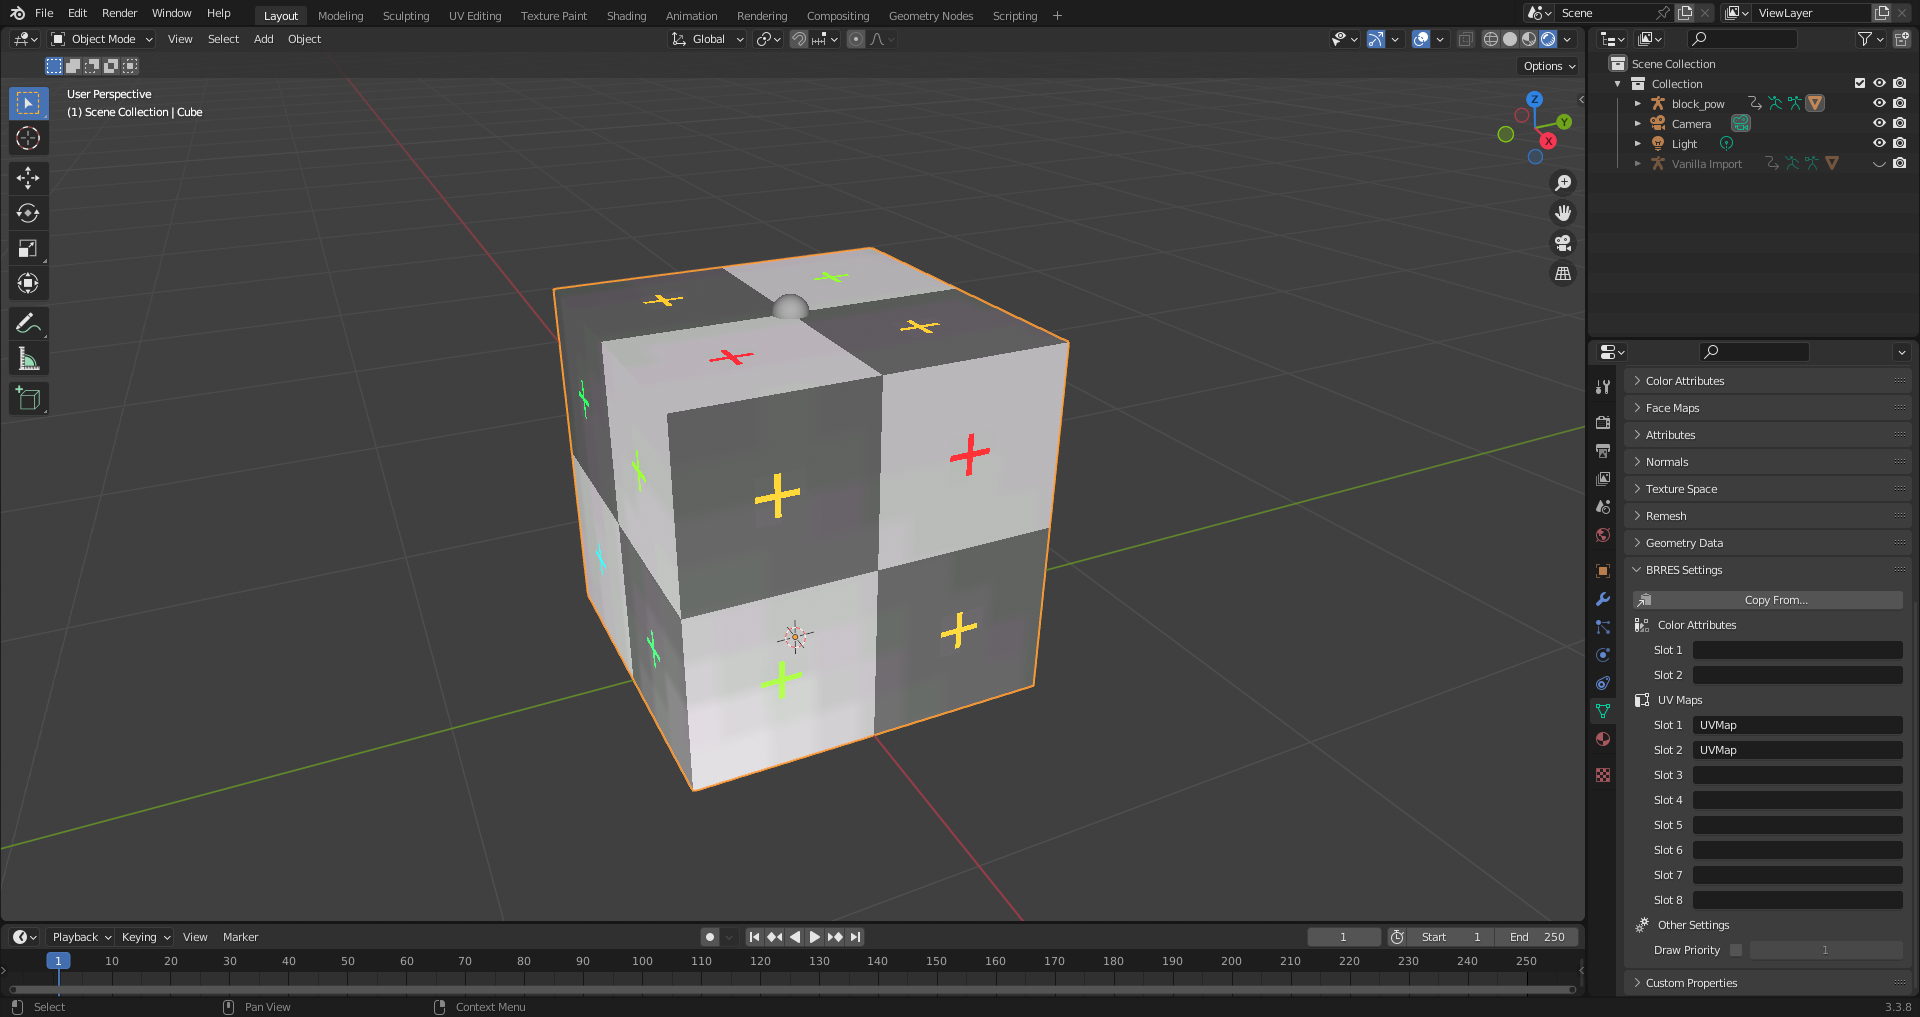 File Edit Render Window Help Layout Modeling Sculpting UV Editing Texture Paint Shading Animation Rendering Compositing Geometry Nodes Scripting + Scene ViewLayer
Object Mode View Select Add Object Global
Options
User Perspective
(1) Scene Collection | Cube
Z
Y
X
Scene Collection
Collection
block_pow
Camera
Light
Vanilla Import
Color Attributes
Face Maps
Attributes
Normals
Texture Space
Remesh
Geometry Data
BRRES Settings
Copy From...
Color Attributes
Slot 1
Slot 2
UV Maps
Slot 1 UVMap
Slot 2 UVMap
Slot 3
Slot 4
Slot 5
Slot 6
Slot 7
Slot 8
Other Settings
Draw Priority 1
Custom Properties
Playback Keying View Marker 1 Start 1 End 250
1 10 20 30 40 50 60 70 80 90 100 110 120 130 140 150 160 170 180 190 200 210 220 230 240 250
Select Pan View Context Menu 3.3.8